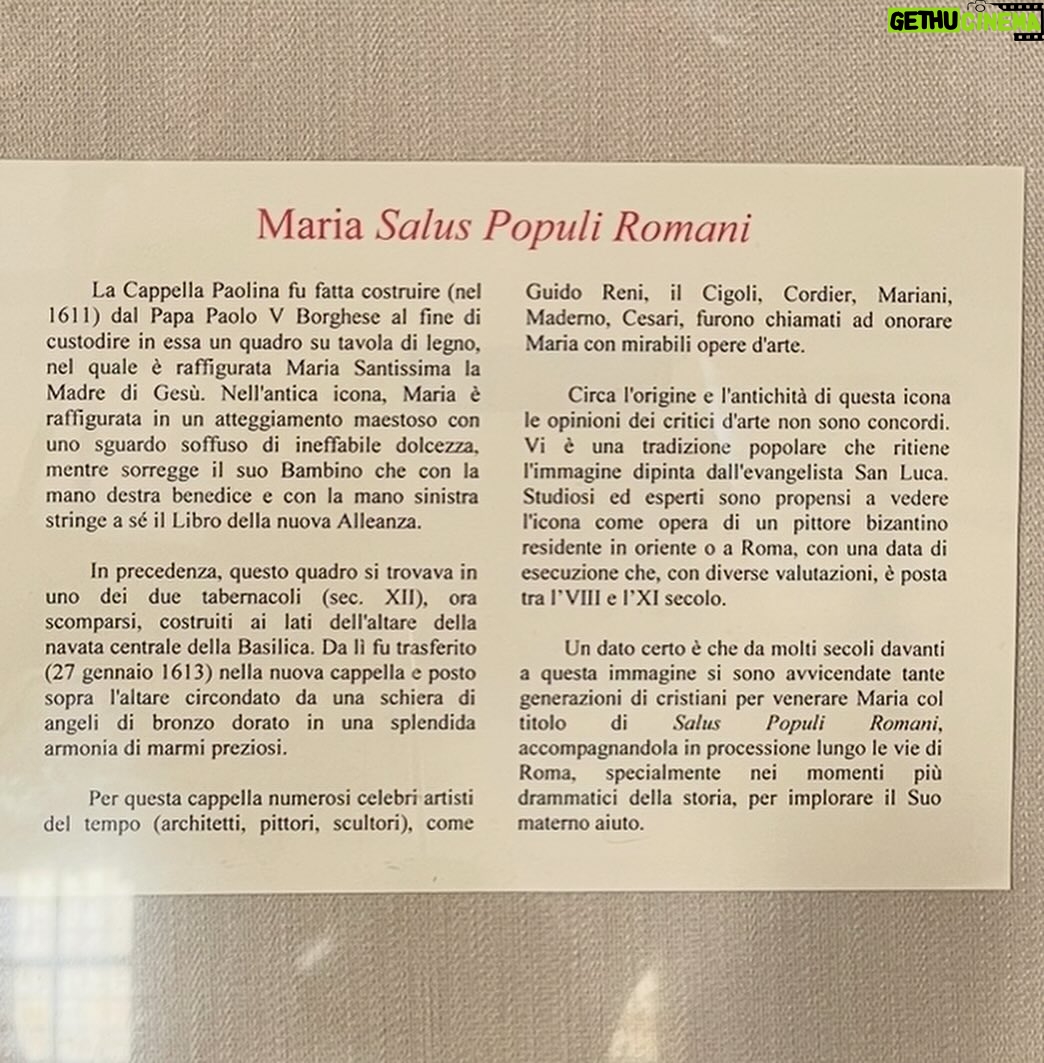 GETHU CINEMA
Maria Salus Populi Romani
La Cappella Paolina fu fatta costruire (nel
1611) dal Papa Paolo V Borghese al fine di
custodire in essa un quadro su tavola di legno,
nel quale è raffigurata Maria Santissima la
Madre di Gesù. Nell'antica icona, Maria è
raffigurata in un atteggiamento maestoso con
uno sguardo soffuso di ineffabile dolcezza,
mentre sorregge il suo Bambino che con la
mano destra benedice e con la mano sinistra
stringe a sé il Libro della nuova Alleanza.
In precedenza, questo quadro si trovava in
uno dei due tabernacoli (sec. XII), ora
scomparsi, costruiti ai lati dell'altare della
navata centrale della Basilica. Da lì fu trasferito
(27 gennaio 1613) nella nuova cappella e posto
sopra l'altare circondato da una schiera di
angeli di bronzo dorato in una splendida
armonia di marmi preziosi.
Per questa cappella numerosi celebri artisti
del tempo (architetti, pittori, scultori), come
Guido Reni, il Cigoli, Cordier, Mariani,
Maderno, Cesari, furono chiamati ad onorare
Maria con mirabili opere d'arte.
Circa l'origine e l'antichità di questa icona
le opinioni dei critici d'arte non sono concordi.
Vi è una tradizione popolare che ritiene
l'immagine dipinta dall'evangelista San Luca.
Studiosi ed esperti sono propensi a vedere
l'icona come opera di un pittore bizantino
residente in oriente o a Roma, con una data di
esecuzione che, con diverse valutazioni, è posta
tra l’VIII e l’XI secolo.
Un dato certo è che da molti secoli davanti
a questa immagine si sono avvicendate tante
generazioni di cristiani per venerare Maria col
titolo di Salus Populi Romani,
accompagnandola in processione lungo le vie di
Roma, specialmente nei momenti più
drammatici della storia, per implorare il Suo
materno aiuto.